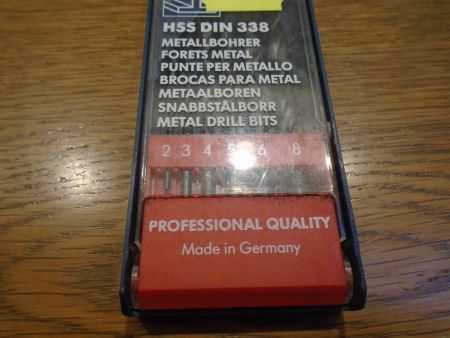 HSS DIN 338
METALLBOHRER
FORETS METAL
PUNTE PER METALLO
BROCAS PARA METAL
METAALBOREN
SNABBSTÅLBORR
METAL DRILL BITS
2 3 4 5 6 8
PROFESSIONAL QUALITY
Made in Germany